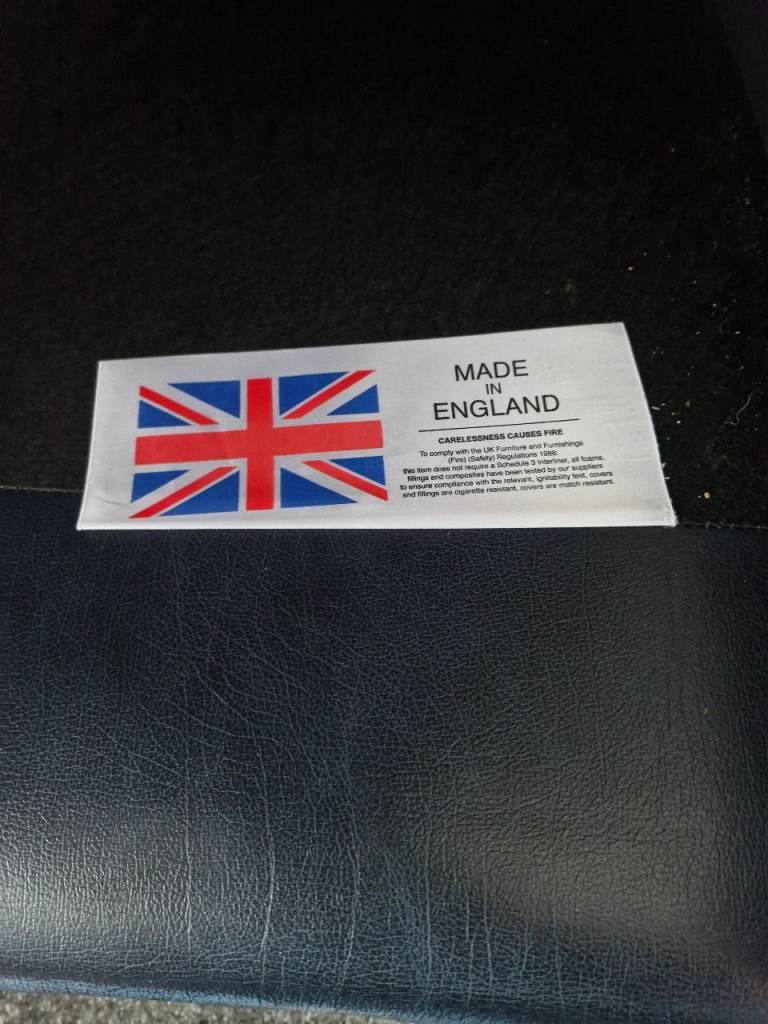 MADE
IN
ENGLAND
CARELESSNESS CAUSES FIRE
To comply with the UK Furniture and Furnishings
(Fire) (Safety) Regulations 1988:
this item does not require a Schedule 3 interliner, all foams,
fillings and composites have been tested by our suppliers
to ensure compliance with the relevant, ignitability test, covers
and fillings are cigarette resistant, covers are match resistant.